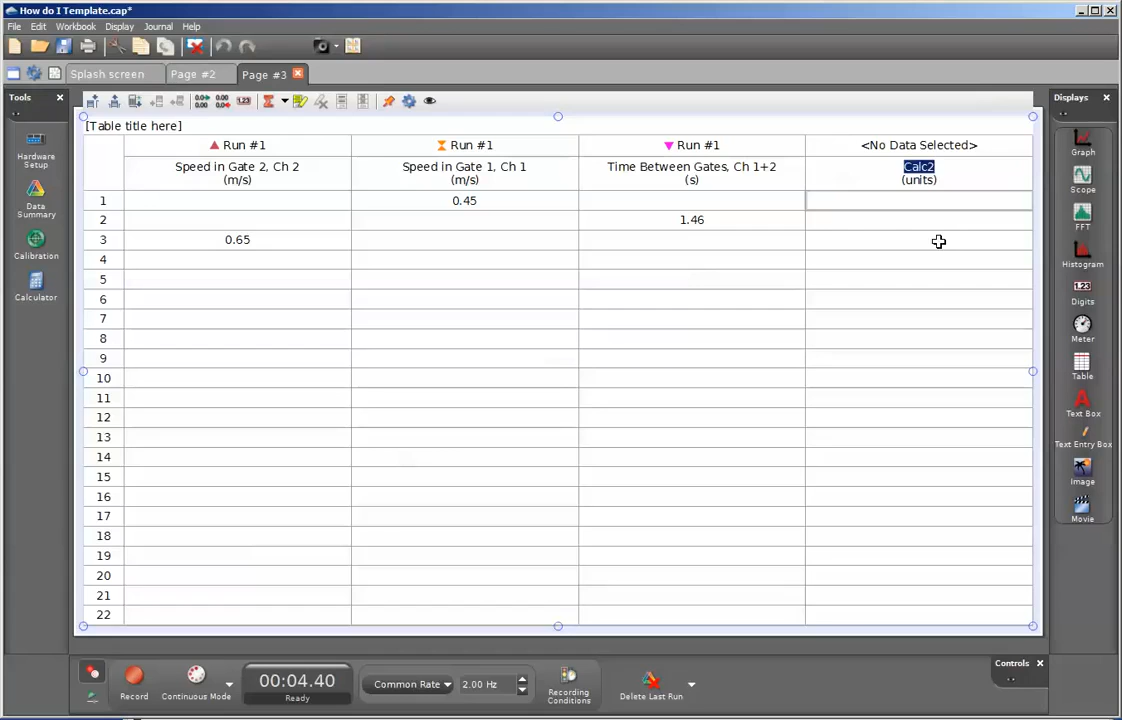 How do I Template.cap*
File Edit Workbook Display Journal Help
Splash screen Page #2 Page #3
Tools
Displays
[Table title here]
Run #1 Run #1 Run #1 <No Data Selected>
Speed in Gate 2, Ch 2 Speed in Gate 1, Ch 1 Time Between Gates, Ch 1+2 Calc2
(m/s) (m/s) (s) (units)
1 0.45
2 1.46
3 0.65
4
5
6
7
8
9
10
11
12
13
14
15
16
17
18
19
20
21
22
Hardware
Setup
Data
Summary
Calibration
Calculator
Graph
Scope
FFT
Histogram
1.23
Digits
Meter
Table
Text Box
Text Entry Box
Image
Movie
Record
Continuous Mode
00:04.40
Ready
Common Rate 2.00 Hz
Recording
Conditions
Delete Last Run
Controls